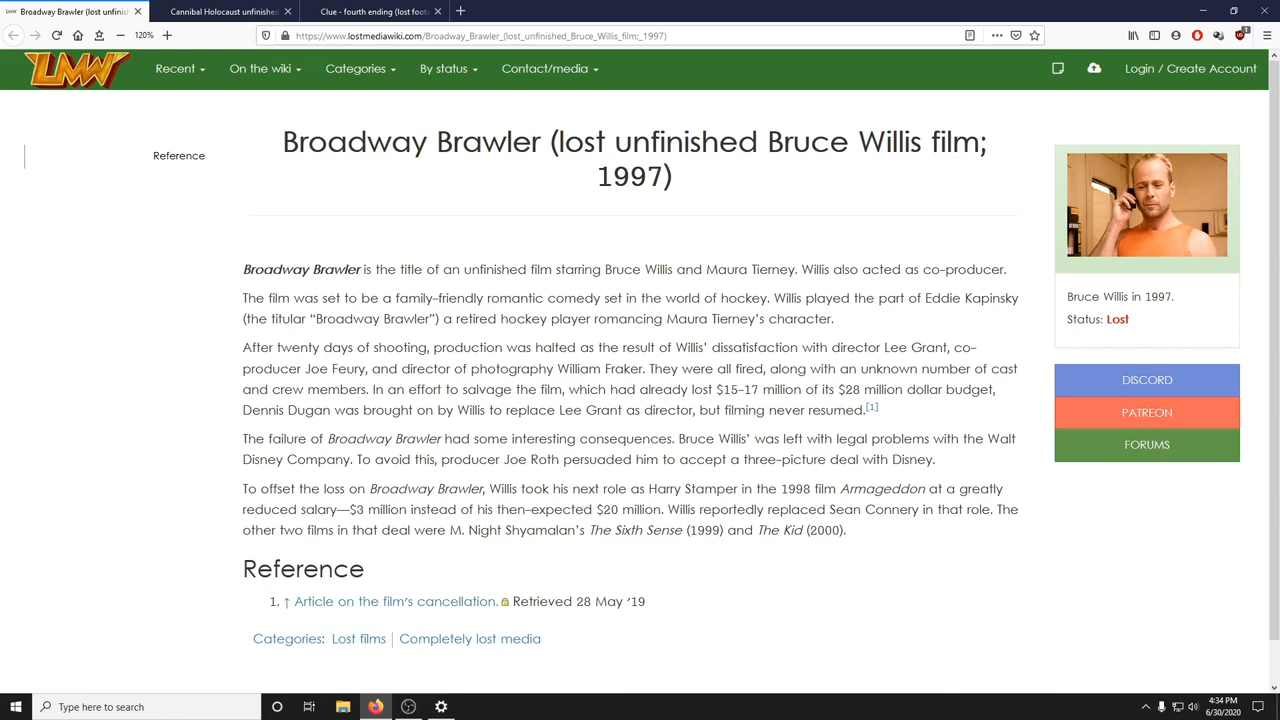 Broadway Brawler (lost unfinis
Cannibal Holocaust unfinished
Clue - fourth ending (lost foota
120%
https://www.lostmediawiki.com/Broadway_Brawler_(lost_unfinished_Bruce_Willis_film;_1997)
LMW
Recent
On the wiki
Categories
By status
Contact/media
Login / Create Account
Reference
Broadway Brawler (lost unfinished Bruce Willis film;
1997)
Broadway Brawler is the title of an unfinished film starring Bruce Willis and Maura Tierney. Willis also acted as co-producer.
The film was set to be a family-friendly romantic comedy set in the world of hockey. Willis played the part of Eddie Kapinsky
(the titular “Broadway Brawler”) a retired hockey player romancing Maura Tierney’s character.
After twenty days of shooting, production was halted as the result of Willis’ dissatisfaction with director Lee Grant, co-
producer Joe Feury, and director of photography William Fraker. They were all fired, along with an unknown number of cast
and crew members. In an effort to salvage the film, which had already lost $15-17 million of its $28 million dollar budget,
Dennis Dugan was brought on by Willis to replace Lee Grant as director, but filming never resumed.[1]
The failure of Broadway Brawler had some interesting consequences. Bruce Willis’ was left with legal problems with the Walt
Disney Company. To avoid this, producer Joe Roth persuaded him to accept a three-picture deal with Disney.
To offset the loss on Broadway Brawler, Willis took his next role as Harry Stamper in the 1998 film Armageddon at a greatly
reduced salary—$3 million instead of his then-expected $20 million. Willis reportedly replaced Sean Connery in that role. The
other two films in that deal were M. Night Shyamalan’s The Sixth Sense (1999) and The Kid (2000).
Bruce Willis in 1997.
Status: Lost
DISCORD
PATREON
FORUMS
Reference
1. ↑ Article on the film's cancellation. Retrieved 28 May '19
Categories: Lost films | Completely lost media
Type here to search
4:34 PM
6/30/2020